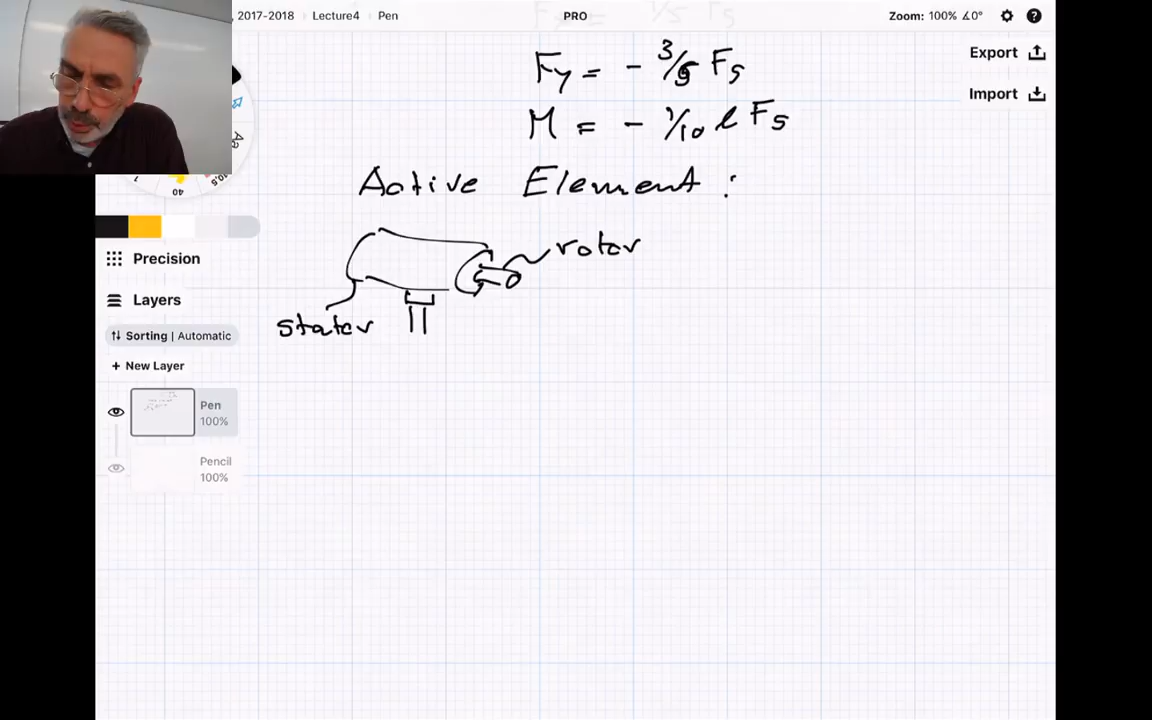 , 2017-2018 Lecture4 Pen PRO Zoom: 100% ∠0°
Export
Import
Fy = - 3/5 Fs
M = - 1/10 l Fs
Active Element :
rotor
stator
40
Precision
Layers
Sorting | Automatic
+ New Layer
Pen
100%
Pencil
100%